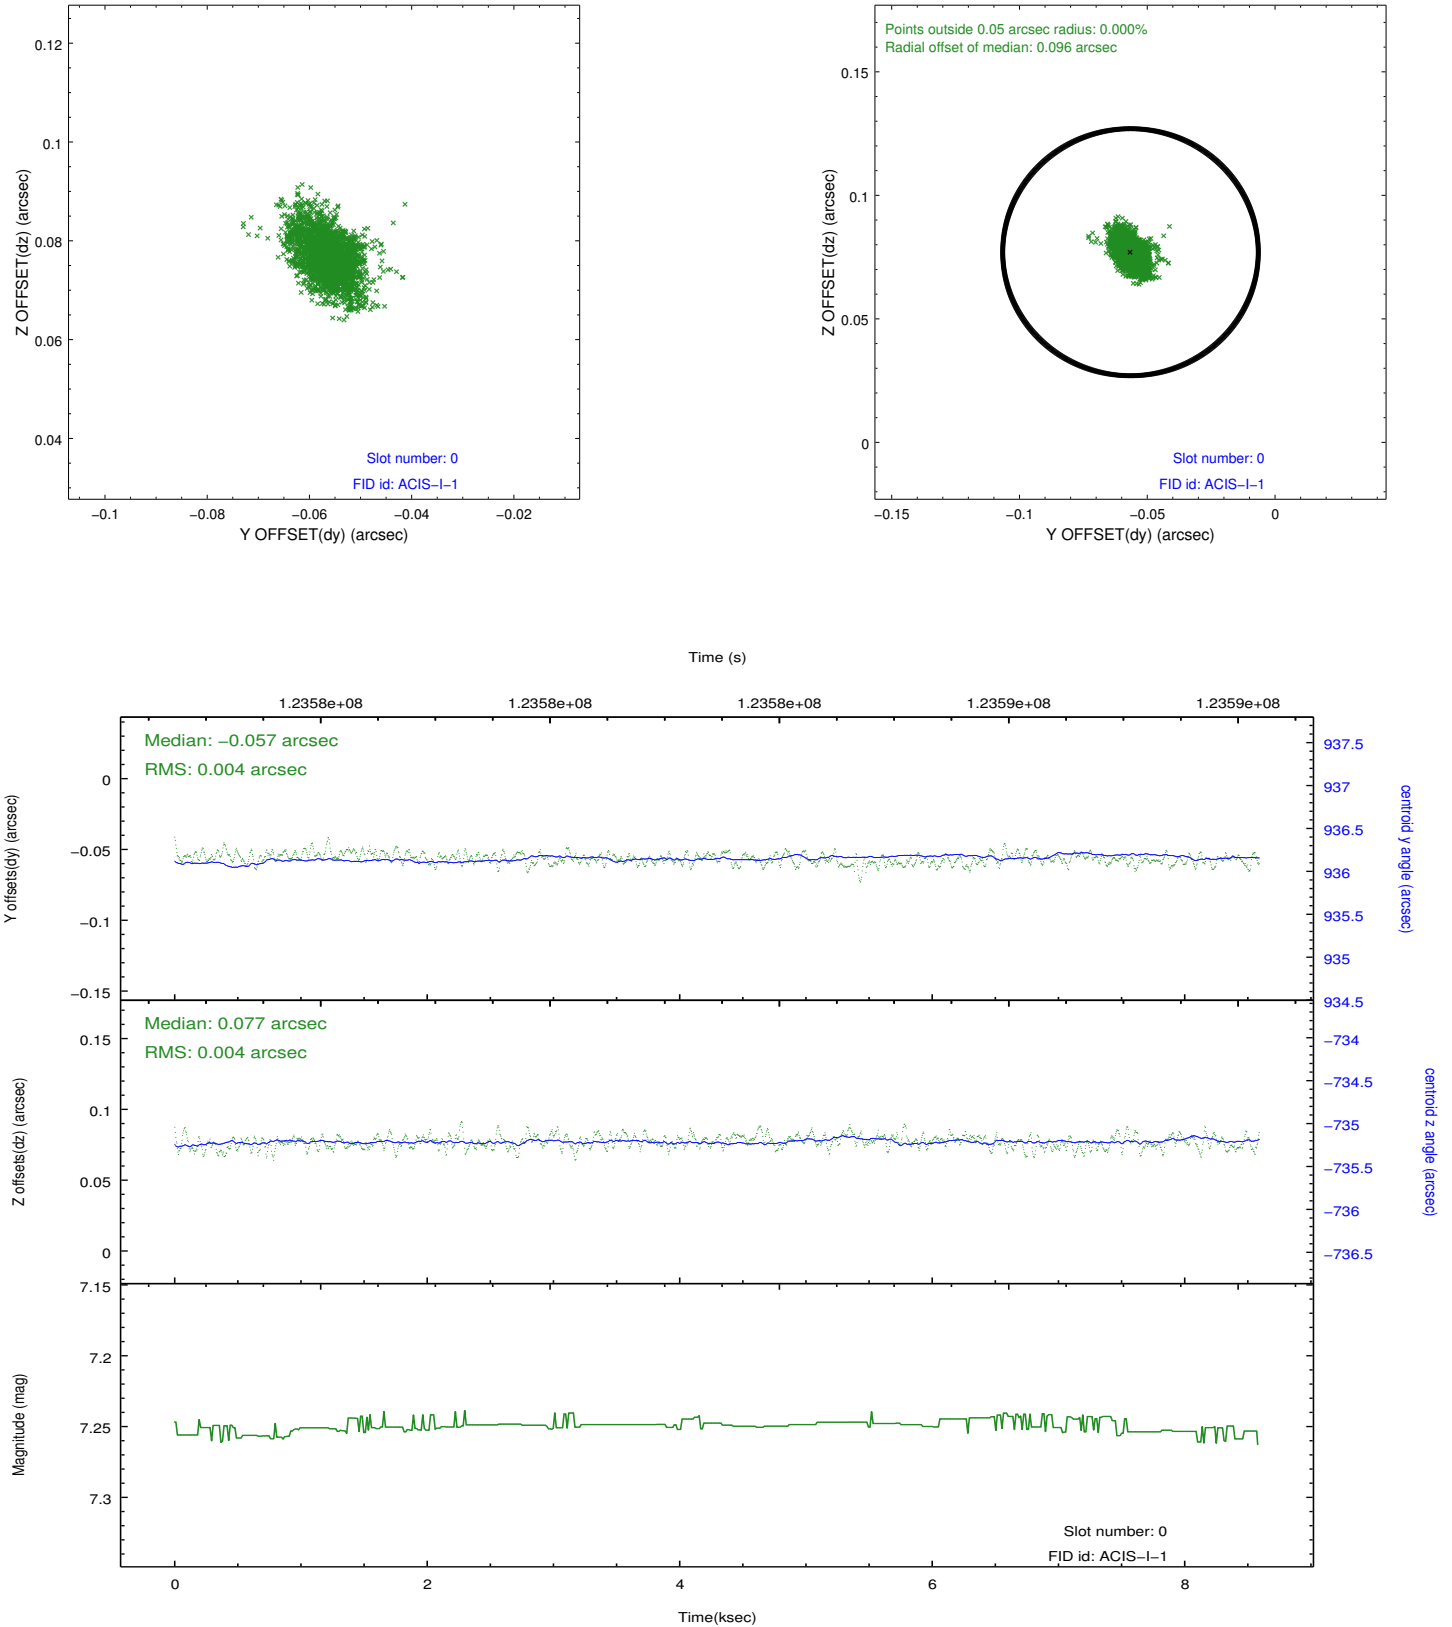 0.12
0.1
0.08
0.06
0.04
Z OFFSET(dz) (arcsec)
Slot number: 0
FID id: ACIS−I−1
−0.1
−0.08
−0.06
−0.04
−0.02
Y OFFSET(dy) (arcsec)
Points outside 0.05 arcsec radius: 0.000%
Radial offset of median: 0.096 arcsec
0.15
0.1
0.05
0
Z OFFSET(dz) (arcsec)
Slot number: 0
FID id: ACIS−I−1
−0.15
−0.1
−0.05
0
Y OFFSET(dy) (arcsec)
Time (s)
1.2358e+08
1.2358e+08
1.2358e+08
1.2359e+08
1.2359e+08
Median: −0.057 arcsec
RMS: 0.004 arcsec
0
−0.05
−0.1
−0.15
Y offsets(dy) (arcsec)
937.5
937
936.5
936
935.5
935
934.5
centroid y angle (arcsec)
Median: 0.077 arcsec
RMS: 0.004 arcsec
0.15
0.1
0.05
0
Z offsets(dz) (arcsec)
−734
−734.5
−735
−735.5
−736
−736.5
centroid z angle (arcsec)
7.15
7.2
7.25
7.3
Magnitude (mag)
Slot number: 0
FID id: ACIS−I−1
0
2
4
6
8
Time(ksec)